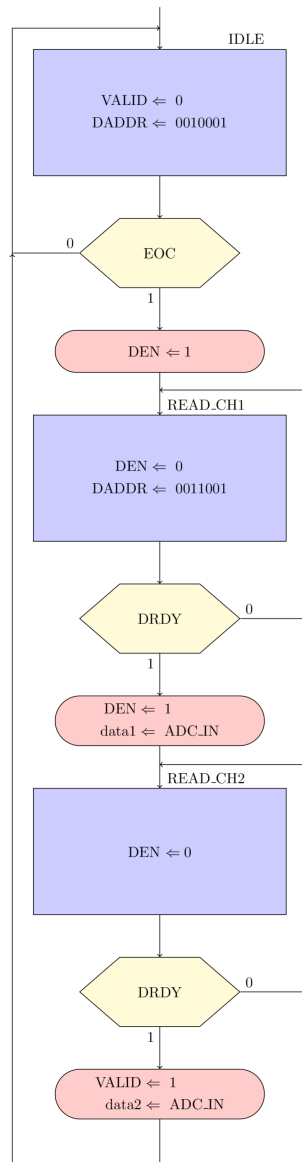 IDLE
VALID ⇐ 0
DADDR ⇐ 0010001
0
EOC
1
DEN ⇐ 1
READ_CH1
DEN ⇐ 0
DADDR ⇐ 0011001
DRDY
0
1
DEN ⇐ 1
data1 ⇐ ADC_IN
READ_CH2
DEN ⇐ 0
DRDY
0
1
VALID ⇐ 1
data2 ⇐ ADC_IN